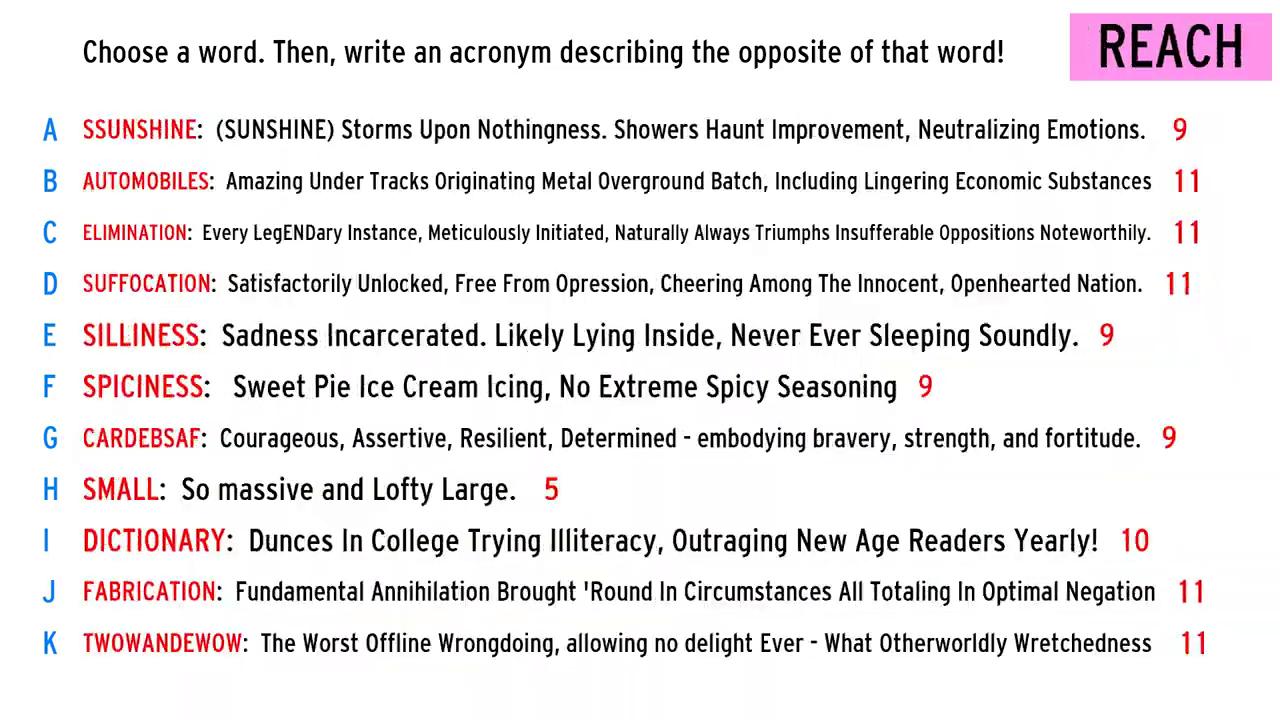 Choose a word. Then, write an acronym describing the opposite of that word! REACH
A SSUNSHINE: (SUNSHINE) Storms Upon Nothingness. Showers Haunt Improvement, Neutralizing Emotions. 9
B AUTOMOBILES: Amazing Under Tracks Originating Metal Overground Batch, Including Lingering Economic Substances 11
C ELIMINATION: Every LegENDary Instance, Meticulously Initiated, Naturally Always Triumphs Insufferable Oppositions Noteworthily. 11
D SUFFOCATION: Satisfactorily Unlocked, Free From Opression, Cheering Among The Innocent, Openhearted Nation. 11
E SILLINESS: Sadness Incarcerated. Likely Lying Inside, Never Ever Sleeping Soundly. 9
F SPICINESS: Sweet Pie Ice Cream Icing, No Extreme Spicy Seasoning 9
G CARDEBSAF: Courageous, Assertive, Resilient, Determined - embodying bravery, strength, and fortitude. 9
H SMALL: So massive and Lofty Large. 5
I DICTIONARY: Dunces In College Trying Illiteracy, Outraging New Age Readers Yearly! 10
J FABRICATION: Fundamental Annihilation Brought 'Round In Circumstances All Totaling In Optimal Negation 11
K TWOWANDEWOW: The Worst Offline Wrongdoing, allowing no delight Ever - What Otherworldly Wretchedness 11